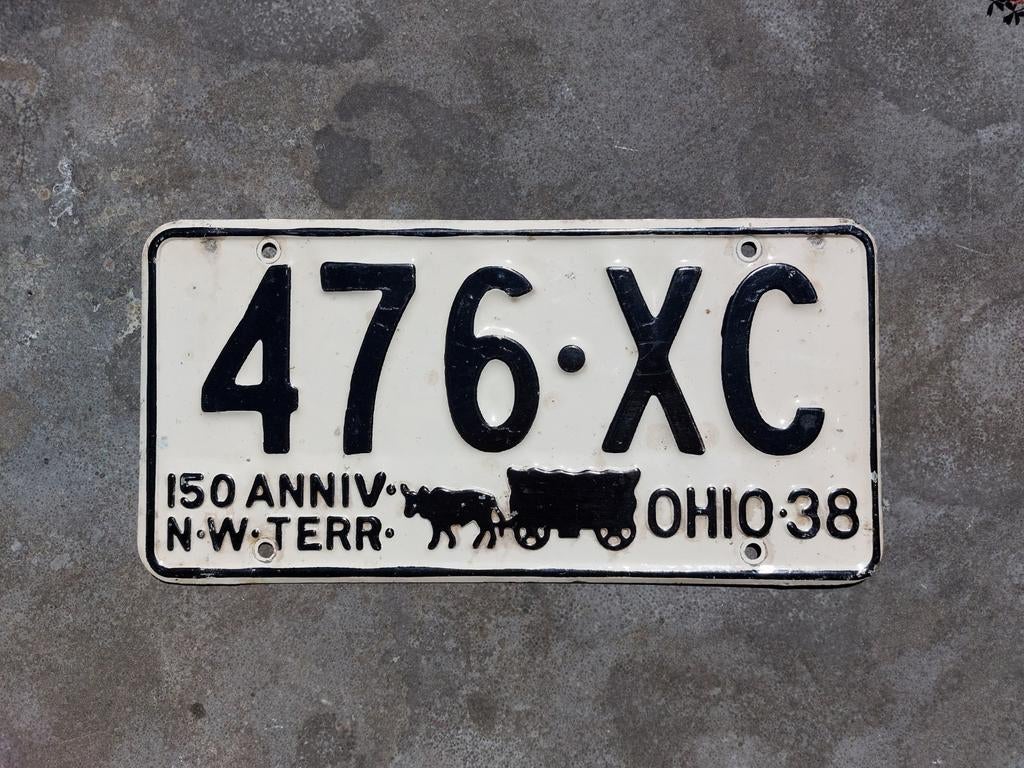 476·XC
150 ANNIV·
N·W·TERR·
OHIO·38